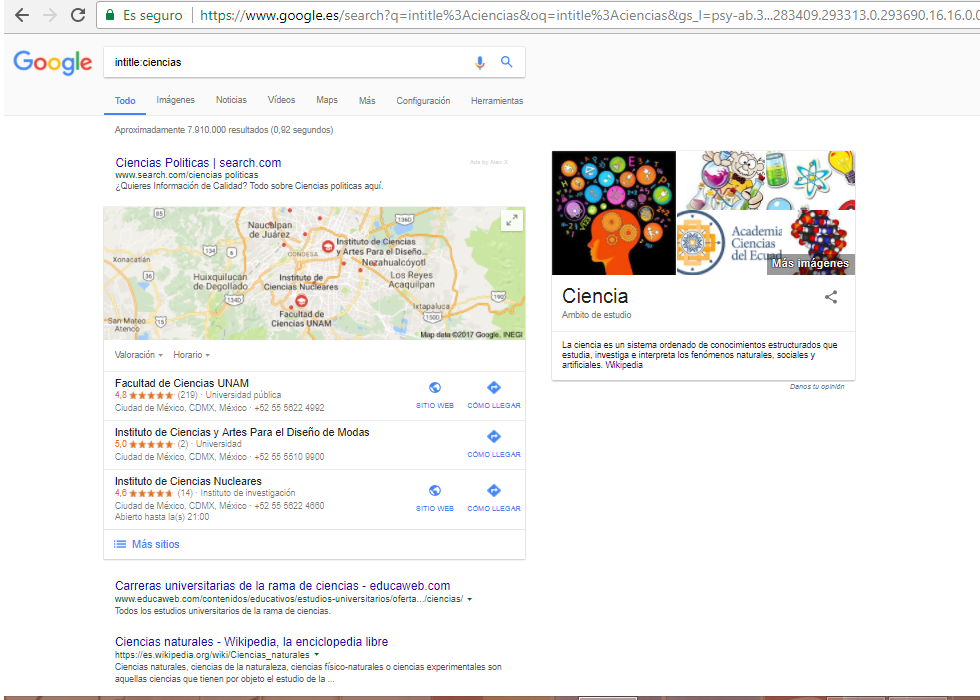 Es seguro | https://www.google.es/search?q=intitle%3Aciencias&oq=intitle%3Aciencias&gs_l=psy-ab.3...283409.293313.0.293690.16.16.0.0
Google
intitle:ciencias
Todo Imágenes Noticias Vídeos Maps Más Configuración Herramientas
Aproximadamente 7.910.000 resultados (0,92 segundos)
Ciencias Politicas | search.com
Ads by Alex X
www.search.com/ciencias politicas
¿Quieres Información de Calidad? Todo sobre Ciencias politicas aquí.
85
136D
Naucalpan
de Juárez
Instituto de Ciencias
y Artes Para el Diseño...
134
CONDESA
Nezahualcóyotl
Xonacatlán
Huixquilucan
de Degollado
Instituto de
Ciencias Nucleares
Los Reyes
Acaquilpan
134D
190
Ixtapaluca
Facultad de
Ciencias UNAM
150D
San Mateo
Atenco
15
Map data ©2017 Google, INEGI
Valoración Horario
Facultad de Ciencias UNAM
4,8 (219) · Universidad pública
Ciudad de México, CDMX, México · +52 55 5622 4992
SITIO WEB CÓMO LLEGAR
Instituto de Ciencias y Artes Para el Diseño de Modas
5,0 (2) · Universidad
Ciudad de México, CDMX, México · +52 55 5510 9900
CÓMO LLEGAR
Instituto de Ciencias Nucleares
4,6 (14) · Instituto de investigación
Ciudad de México, CDMX, México · +52 55 5622 4660
Abierto hasta la(s) 21:00
SITIO WEB CÓMO LLEGAR
Más sitios
Carreras universitarias de la rama de ciencias - educaweb.com
www.educaweb.com/contenidos/educativos/estudios-universitarios/oferta.../ciencias/
Todos los estudios universitarios de la rama de ciencias.
Ciencias naturales - Wikipedia, la enciclopedia libre
https://es.wikipedia.org/wiki/Ciencias_naturales
Ciencias naturales, ciencias de la naturaleza, ciencias físico-naturales o ciencias experimentales son
aquellas ciencias que tienen por objeto el estudio de la ...
Academia
Ciencias
del Ecuad
Más imágenes
Ciencia
Ambito de estudio
La ciencia es un sistema ordenado de conocimientos estructurados que
estudia, investiga e interpreta los fenómenos naturales, sociales y
artificiales. Wikipedia
Danos tu opinión